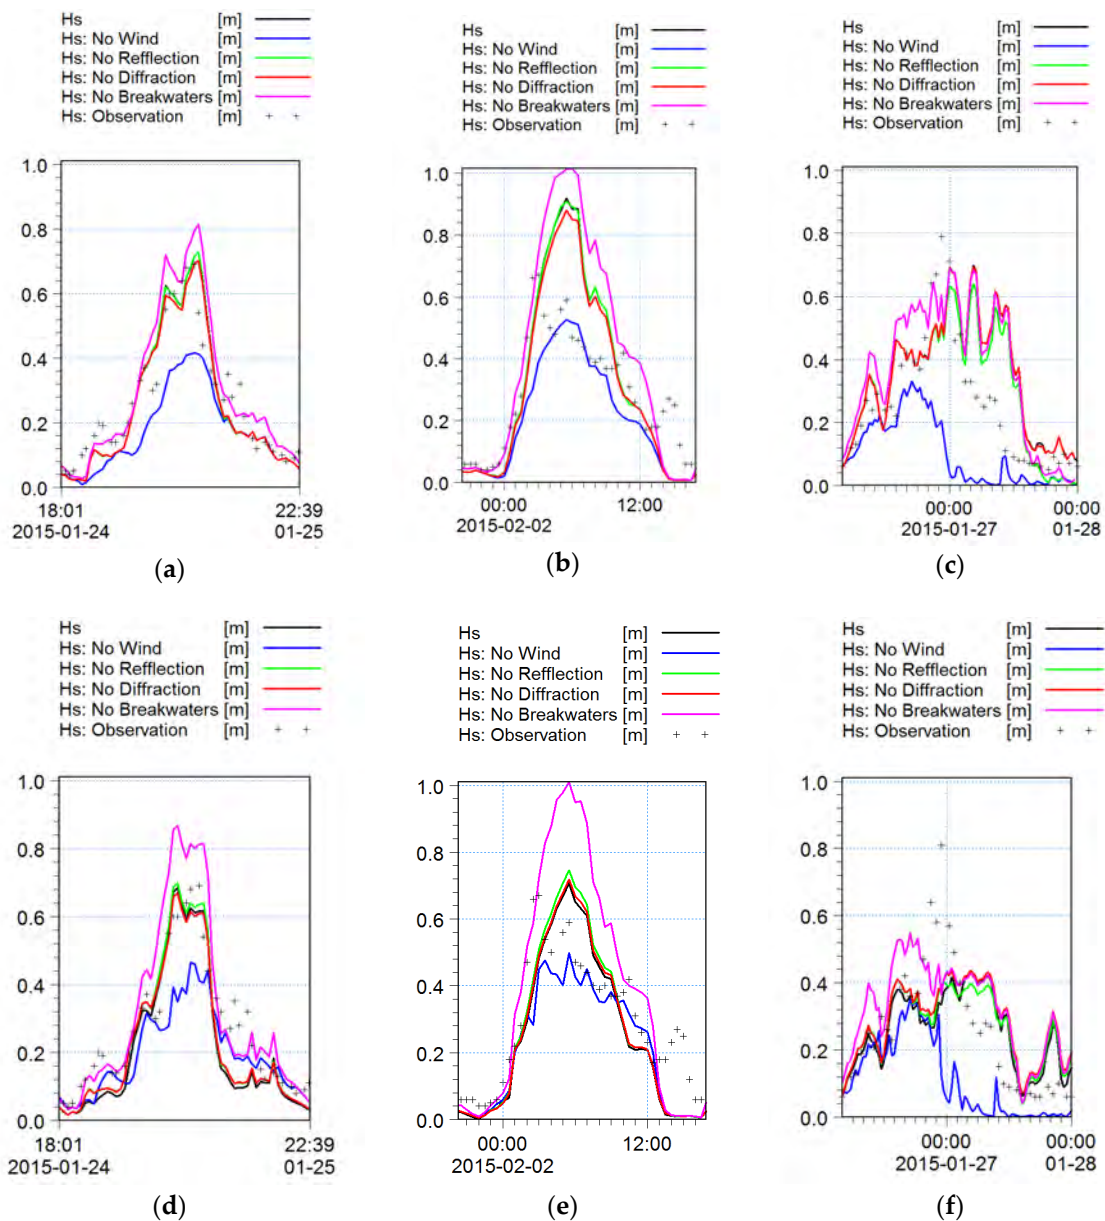 Hs [m]
Hs: No Wind [m]
Hs: No Refflection [m]
Hs: No Diffraction [m]
Hs: No Breakwaters [m]
Hs: Observation [m]
1.0
0.8
0.6
0.4
0.2
0.0
18:01 22:39
2015-01-24 01-25
(a)
Hs [m]
Hs: No Wind [m]
Hs: No Refflection [m]
Hs: No Diffraction [m]
Hs: No Breakwaters [m]
Hs: Observation [m]
1.0
0.8
0.6
0.4
0.2
0.0
00:00 12:00
2015-02-02
(b)
Hs [m]
Hs: No Wind [m]
Hs: No Refflection [m]
Hs: No Diffraction [m]
Hs: No Breakwaters [m]
Hs: Observation [m]
1.0
0.8
0.6
0.4
0.2
0.0
00:00 00:00
2015-01-27 01-28
(c)
Hs [m]
Hs: No Wind [m]
Hs: No Refflection [m]
Hs: No Diffraction [m]
Hs: No Breakwaters [m]
Hs: Observation [m]
1.0
0.8
0.6
0.4
0.2
0.0
18:01 22:39
2015-01-24 01-25
(d)
Hs [m]
Hs: No Wind [m]
Hs: No Refflection [m]
Hs: No Diffraction [m]
Hs: No Breakwaters [m]
Hs: Observation [m]
1.0
0.8
0.6
0.4
0.2
0.0
00:00 12:00
2015-02-02
(e)
Hs [m]
Hs: No Wind [m]
Hs: No Refflection [m]
Hs: No Diffraction [m]
Hs: No Breakwaters [m]
Hs: Observation [m]
1.0
0.8
0.6
0.4
0.2
0.0
00:00 00:00
2015-01-27 01-28
(f)